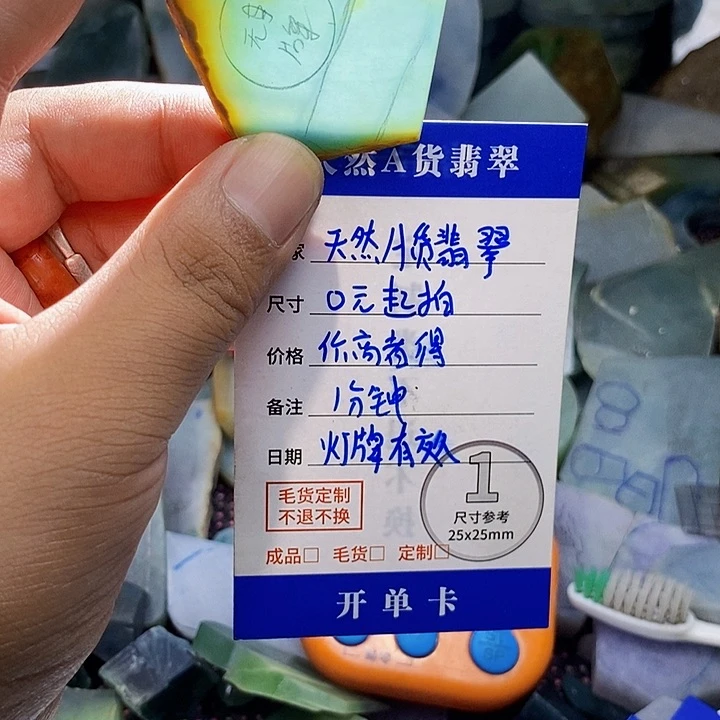 然A货翡翠
家 天然A货翡翠
尺寸 0元起拍
价格 价高者得
备注 1分钟
日期 灯牌有效
毛货定制
不退不换
1
尺寸参考
25x25mm
成品□ 毛货□ 定制□
开单卡